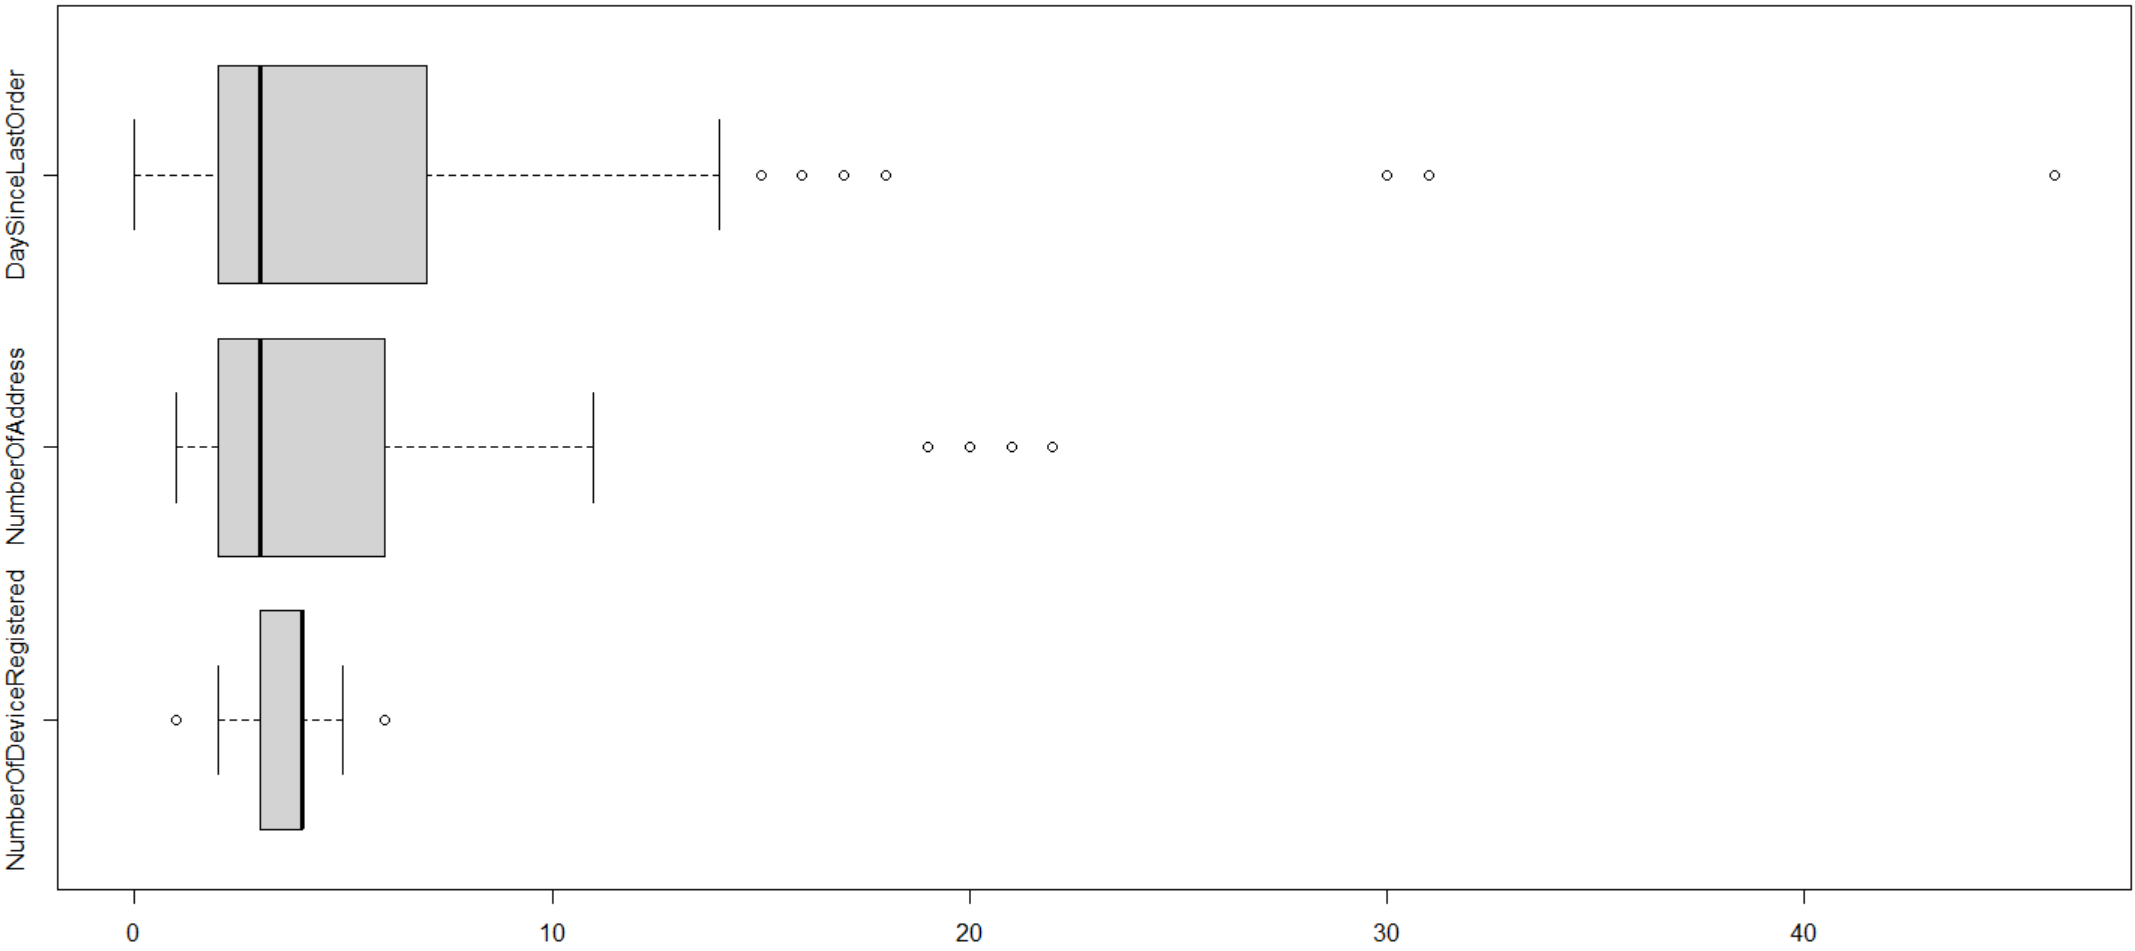 DaySinceLastOrder
NumberOfAddress
NumberOfDeviceRegistered
0 10 20 30 40